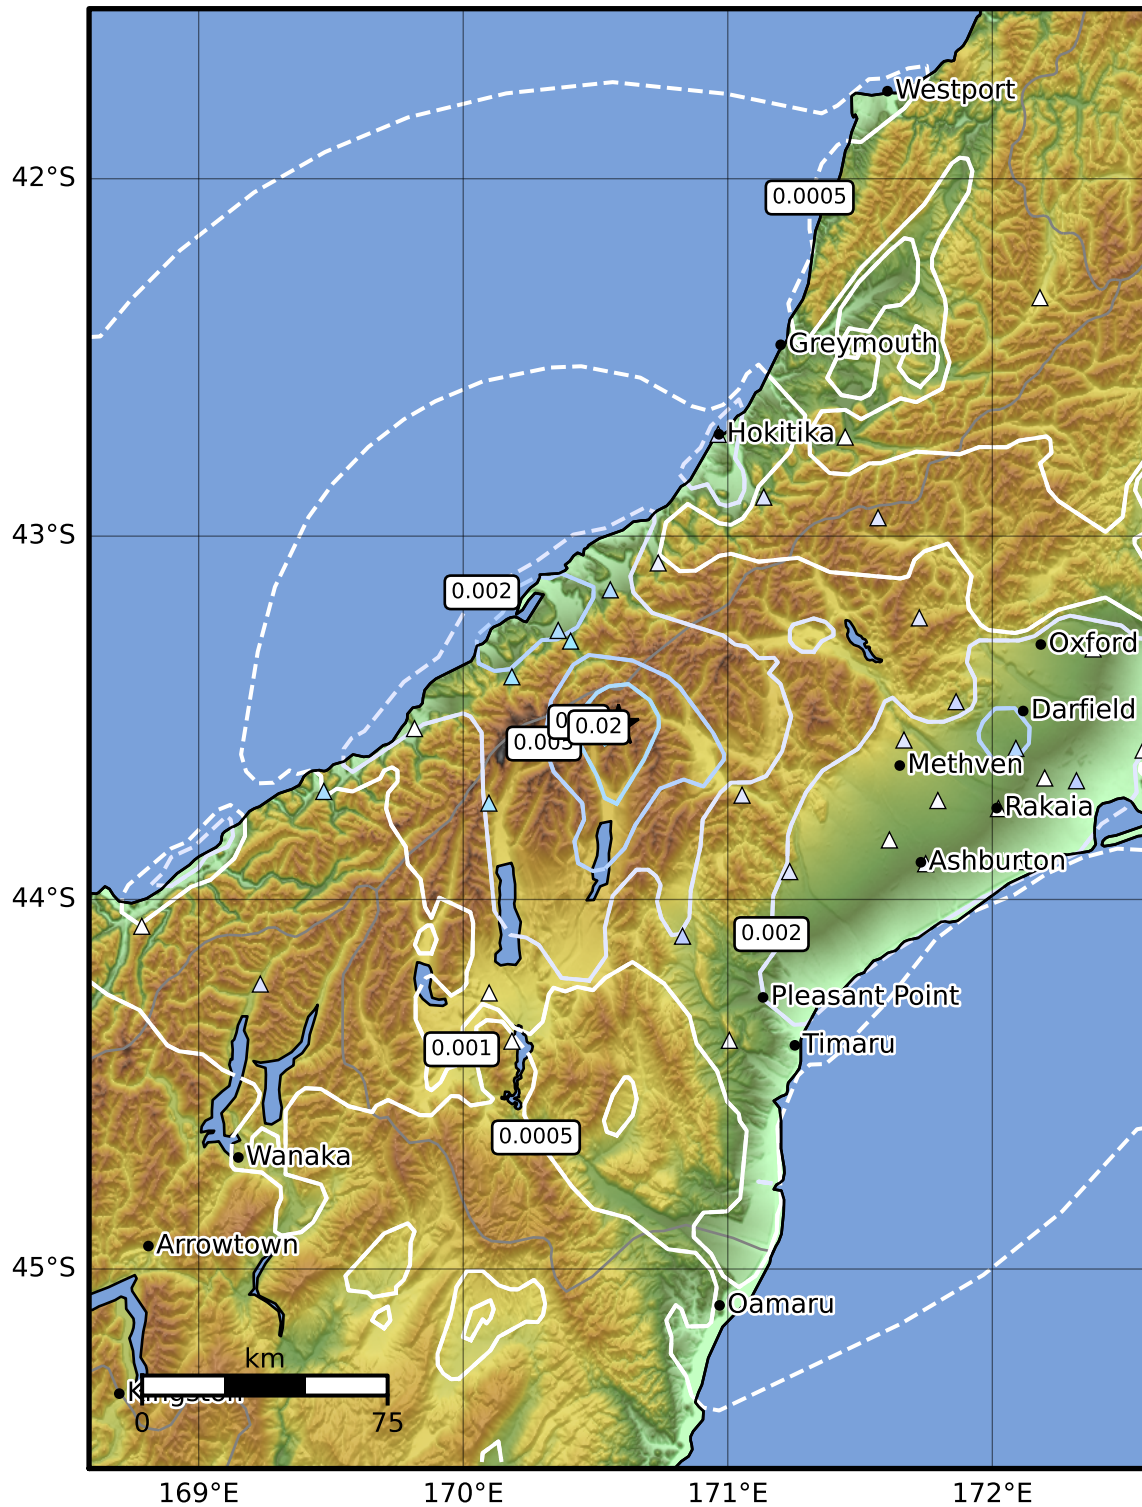 Westport
42°S
0.0005
Greymouth
Hokitika
43°S
0.002
Oxford
Darfield
0.02
Methven
Rakaia
Ashburton
44°S
0.002
Pleasant Point
Timaru
0.001
0.0005
Wanaka
Arrowtown
45°S
Oamaru
km
Kingston
0
75
169°E
170°E
171°E
172°E